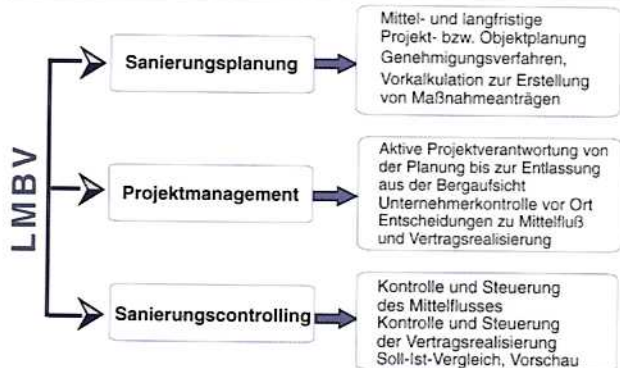 LMBV
Sanierungsplanung
Mittel- und langfristige
Projekt- bzw. Objektplanung
Genehmigungsverfahren,
Vorkalkulation zur Erstellung
von Maßnahmeanträgen
Projektmanagement
Aktive Projektverantwortung von
der Planung bis zur Entlassung
aus der Bergaufsicht
Unternehmerkontrolle vor Ort
Entscheidungen zu Mittelfluß
und Vertragsrealisierung
Sanierungscontrolling
Kontrolle und Steuerung
des Mittelflusses
Kontrolle und Steuerung
der Vertragsrealisierung
Soll-Ist-Vergleich, Vorschau